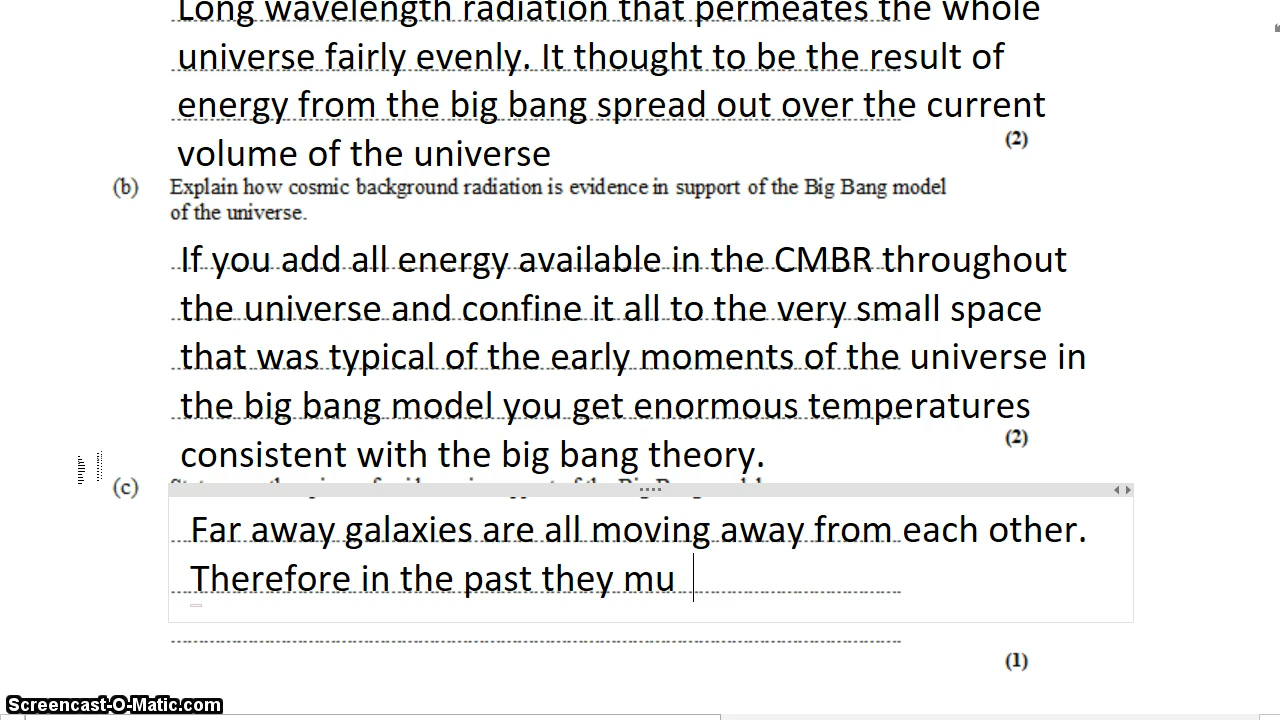 Long wavelength radiation that permeates the whole
universe fairly evenly. It thought to be the result of
energy from the big bang spread out over the current
(2)
volume of the universe
(b) Explain how cosmic background radiation is evidence in support of the Big Bang model
of the universe.
If you add all energy available in the CMBR throughout
the universe and confine it all to the very small space
that was typical of the early moments of the universe in
the big bang model you get enormous temperatures
(2)
consistent with the big bang theory.
(c)
Far away galaxies are all moving away from each other.
Therefore in the past they mu
(1)
Screencast-O-Matic.com